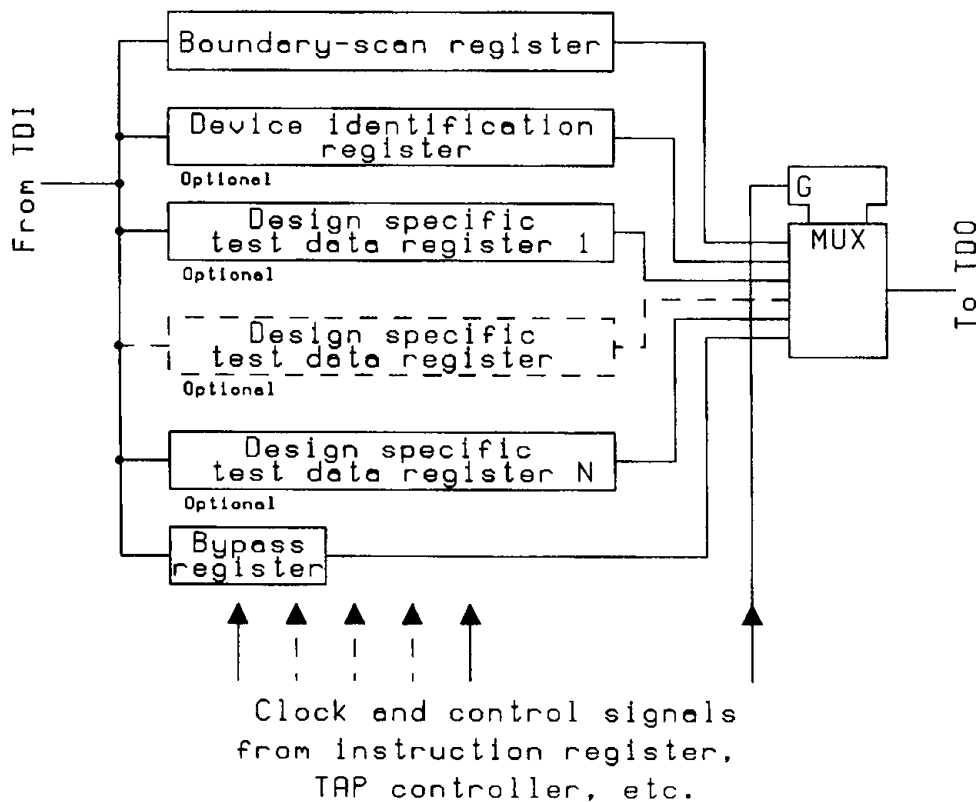 Boundary-scan register
Device identification
register
Optional
From TDI
Design specific
test data register 1
Optional
Design specific
test data register
Optional
Design specific
test data register N
Optional
Bypass
register
G
MUX
To TDO
Clock and control signals
from instruction register,
TAP controller, etc.